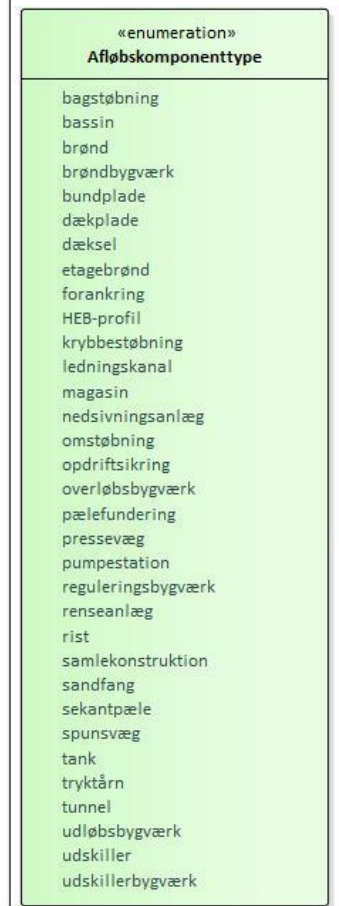 «enumeration»
Afløbskomponenttype
bagstøbning
bassin
brønd
brøndbygværk
bundplade
dækplade
dæksel
etagebrønd
forankring
HEB-profil
krybbestøbning
ledningskanal
magasin
nedsivningsanlæg
omstøbning
opdriftsikring
overløbsbygværk
pælefundering
pressevæg
pumpestation
reguleringsbygværk
renseanlæg
rist
samlekonstruktion
sandfang
sekantpæle
spunsvæg
tank
tryktårn
tunnel
udløbsbygværk
udskiller
udskillerbygværk